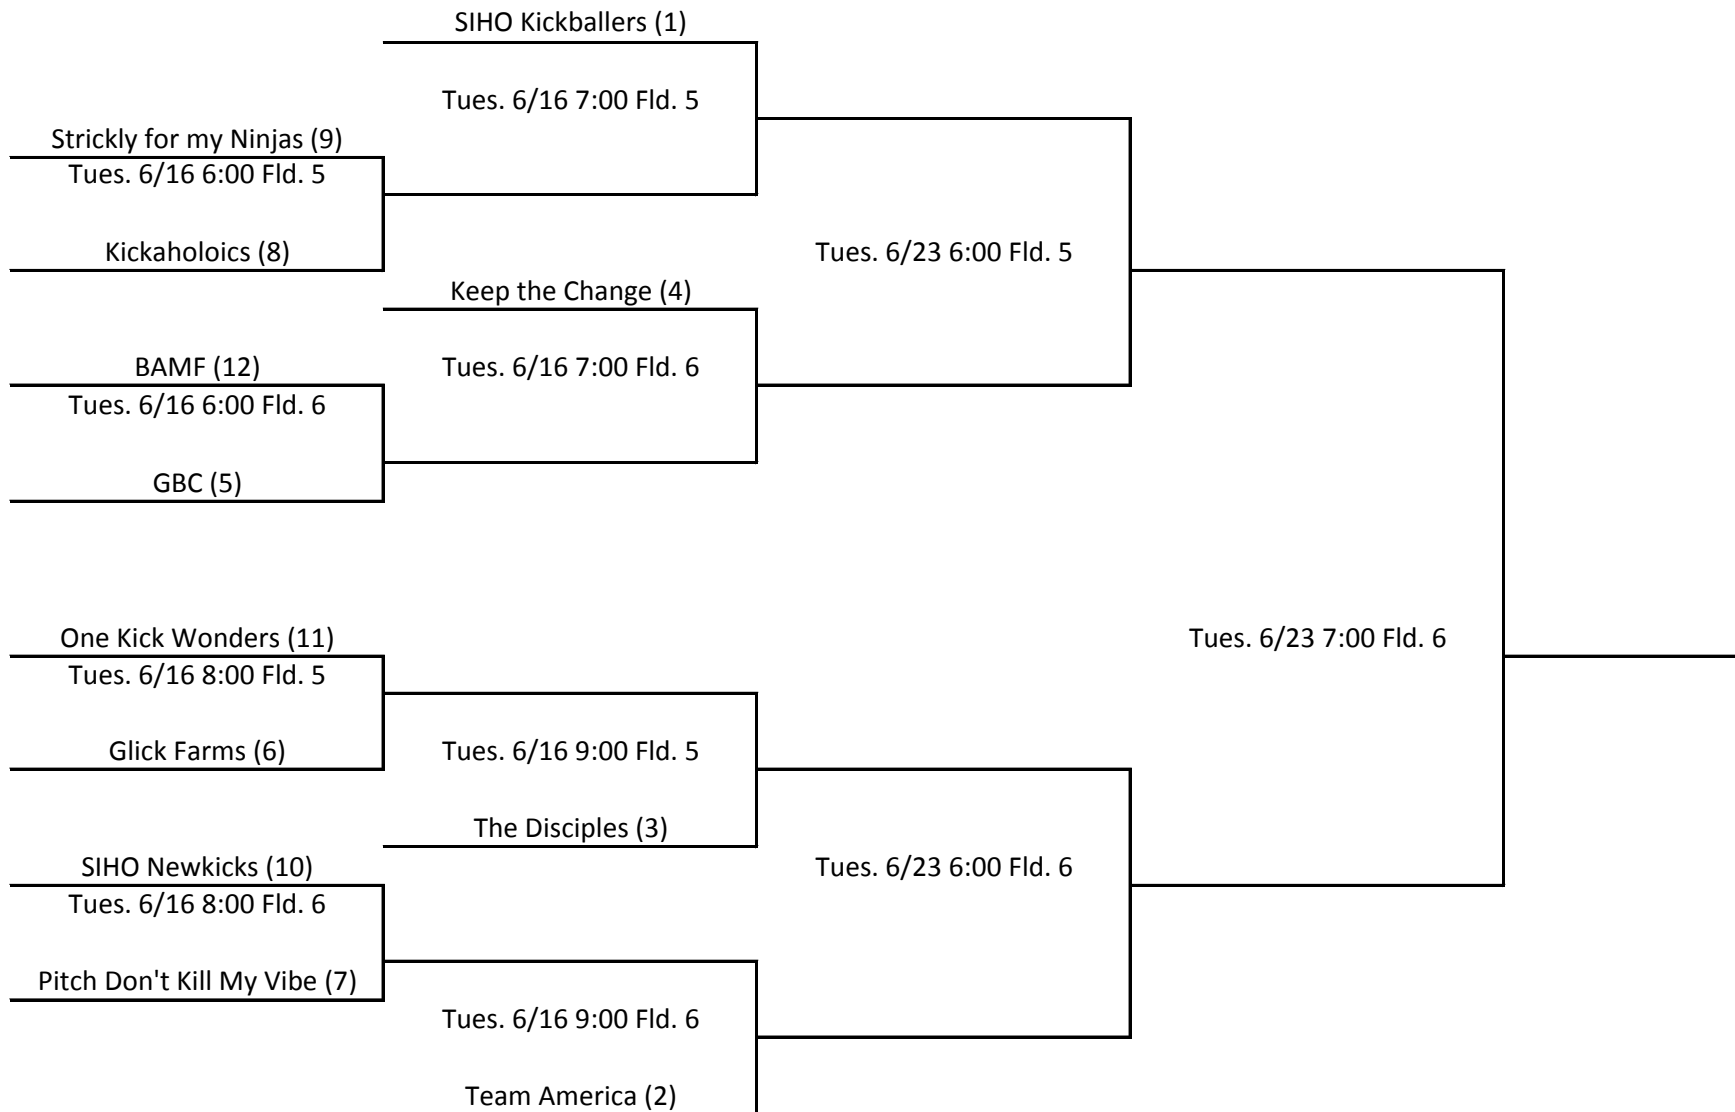 SIHO Kickballers (1)
Tues. 6/16 7:00 Fld. 5
Strickly for my Ninjas (9)
Tues. 6/16 6:00 Fld. 5
Kickaholoics (8)
Tues. 6/23 6:00 Fld. 5
Keep the Change (4)
BAMF (12)
Tues. 6/16 7:00 Fld. 6
Tues. 6/16 6:00 Fld. 6
GBC (5)
One Kick Wonders (11)
Tues. 6/23 7:00 Fld. 6
Tues. 6/16 8:00 Fld. 5
Glick Farms (6)
Tues. 6/16 9:00 Fld. 5
The Disciples (3)
SIHO Newkicks (10)
Tues. 6/23 6:00 Fld. 6
Tues. 6/16 8:00 Fld. 6
Pitch Don't Kill My Vibe (7)
Tues. 6/16 9:00 Fld. 6
Team America (2)